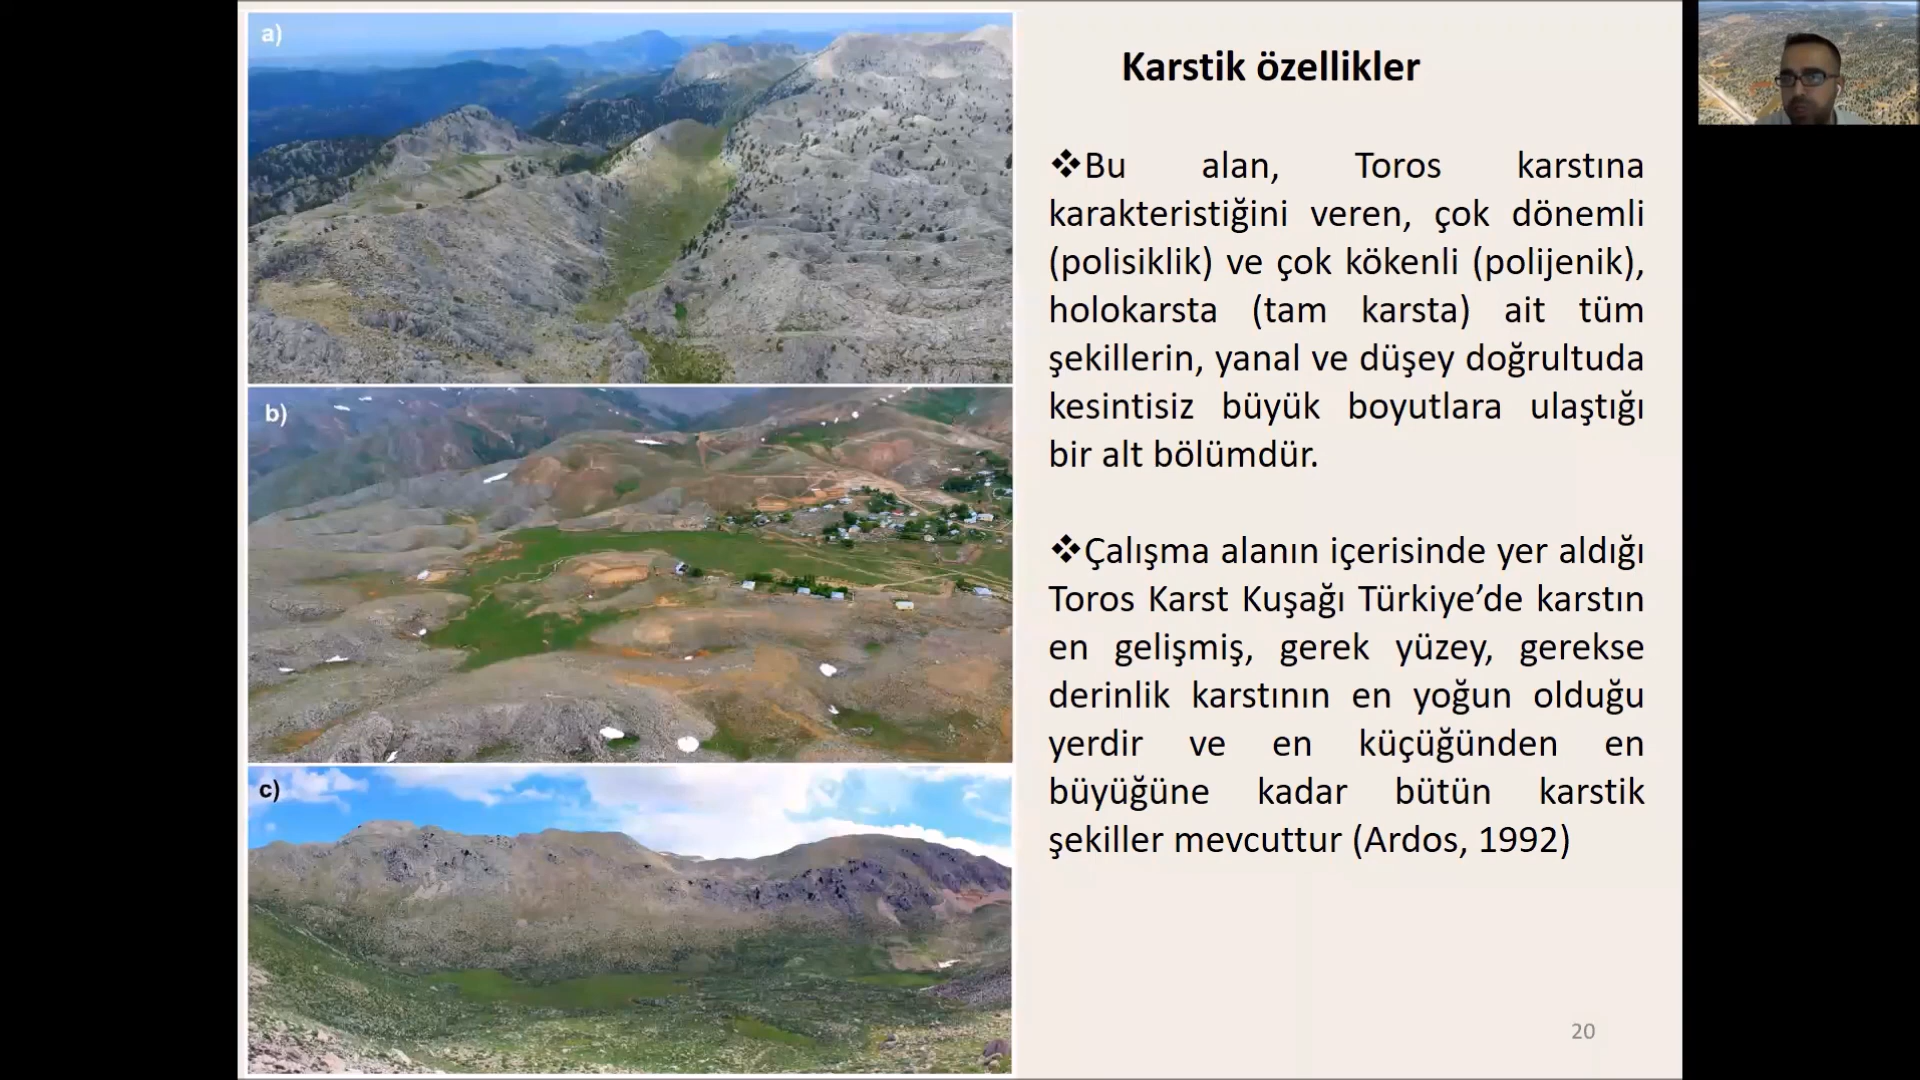 a)
b)
c)
Karstik özellikler
❖Bu alan, Toros karstına
karakteristiğini veren, çok dönemli
(polisiklik) ve çok kökenli (polijenik),
holokarsta (tam karsta) ait tüm
şekillerin, yanal ve düşey doğrultuda
kesintisiz büyük boyutlara ulaştığı
bir alt bölümdür.
❖Çalışma alanın içerisinde yer aldığı
Toros Karst Kuşağı Türkiye’de karstın
en gelişmiş, gerek yüzey, gerekse
derinlik karstının en yoğun olduğu
yerdir ve en küçüğünden en
büyüğüne kadar bütün karstik
şekiller mevcuttur (Ardos, 1992)
20